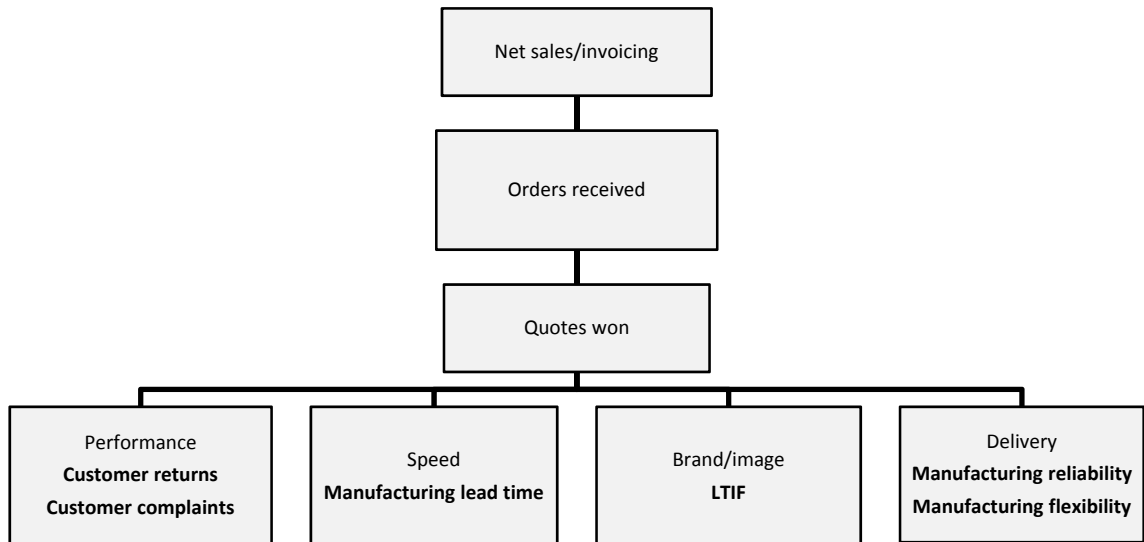 Net sales/invoicing
Orders received
Quotes won
Performance
Customer returns
Customer complaints
Speed
Manufacturing lead time
Brand/image
LTIF
Delivery
Manufacturing reliability
Manufacturing flexibility